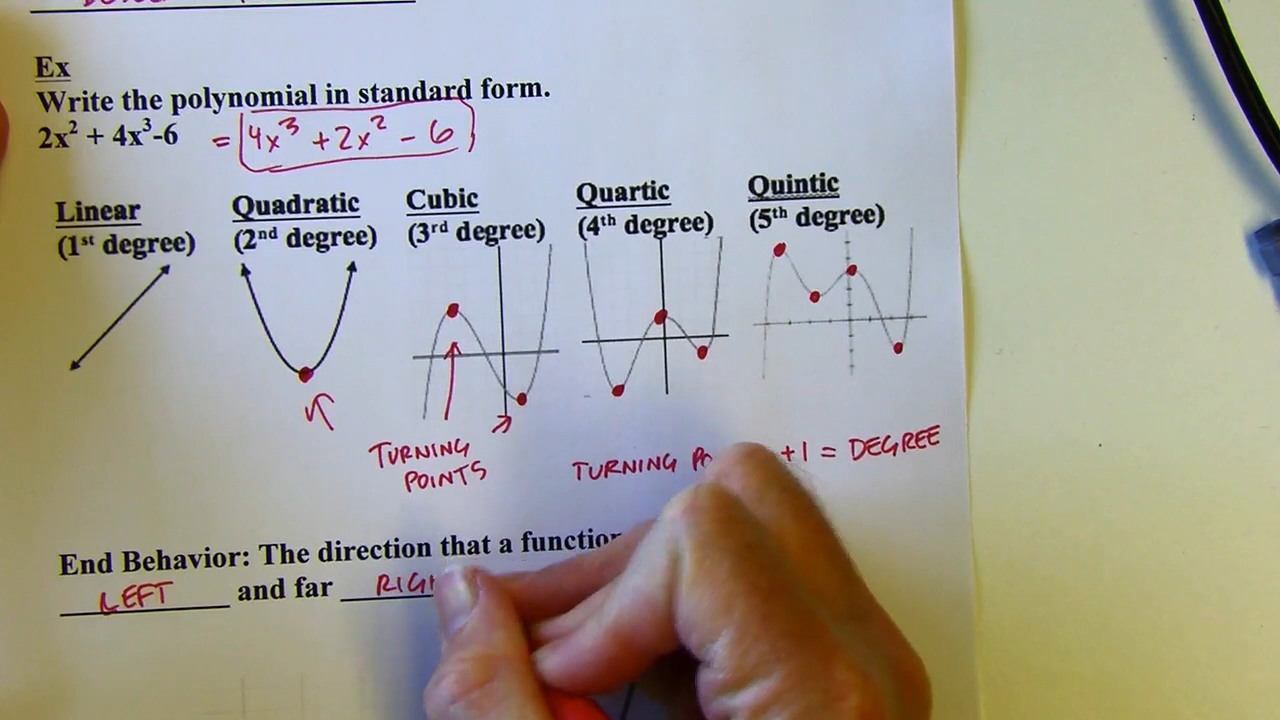 Ex
Write the polynomial in standard form.
2x² + 4x³-6 = 4x³ + 2x² - 6
Linear Quadratic Cubic Quartic Quintic
(1st degree) (2nd degree) (3rd degree) (4th degree) (5th degree)
TURNING
POINTS
TURNING +1 = DEGREE
End Behavior: The direction that a function
LEFT and far